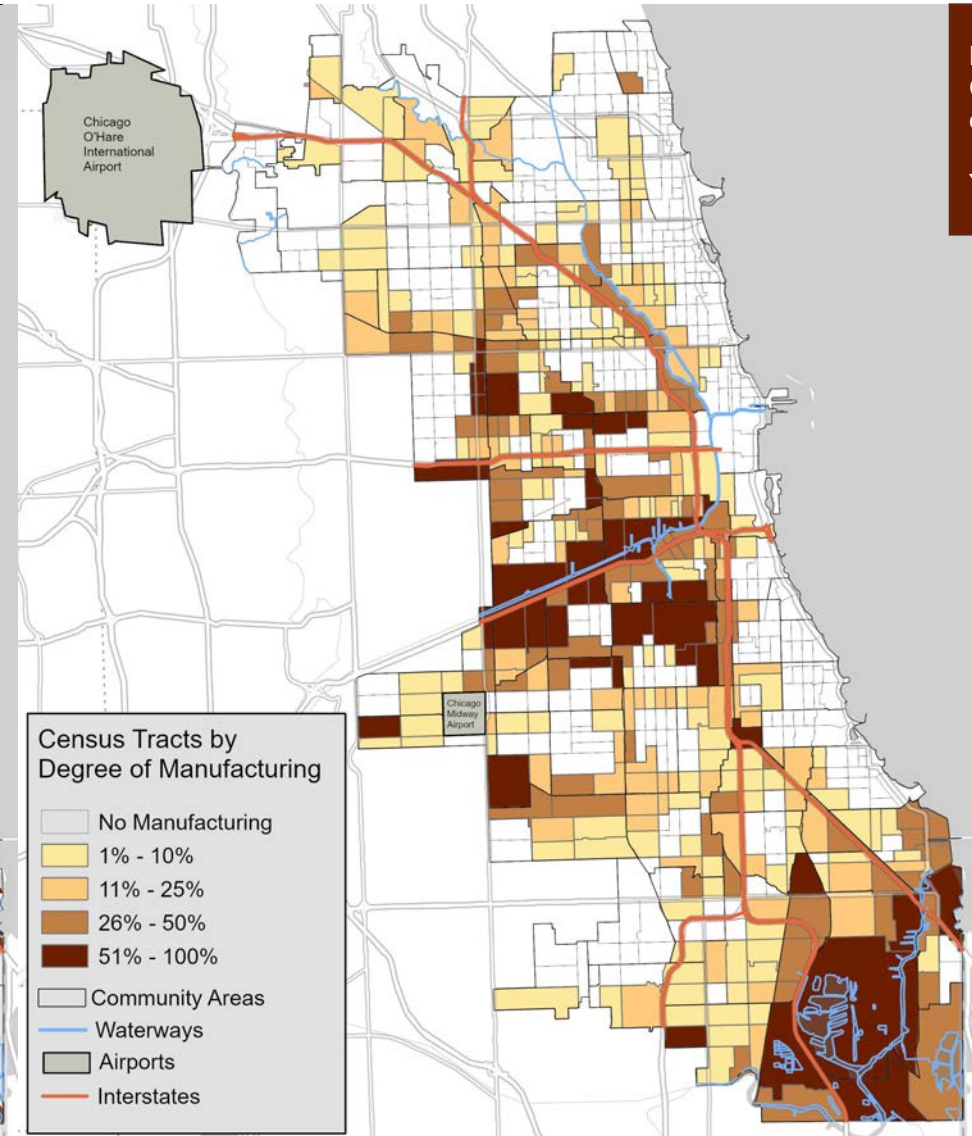 Chicago
O'Hare
International
Airport
Chicago
Midway
Airport
Census Tracts by
Degree of Manufacturing
No Manufacturing
1% - 10%
11% - 25%
26% - 50%
51% - 100%
Community Areas
Waterways
Airports
Interstates